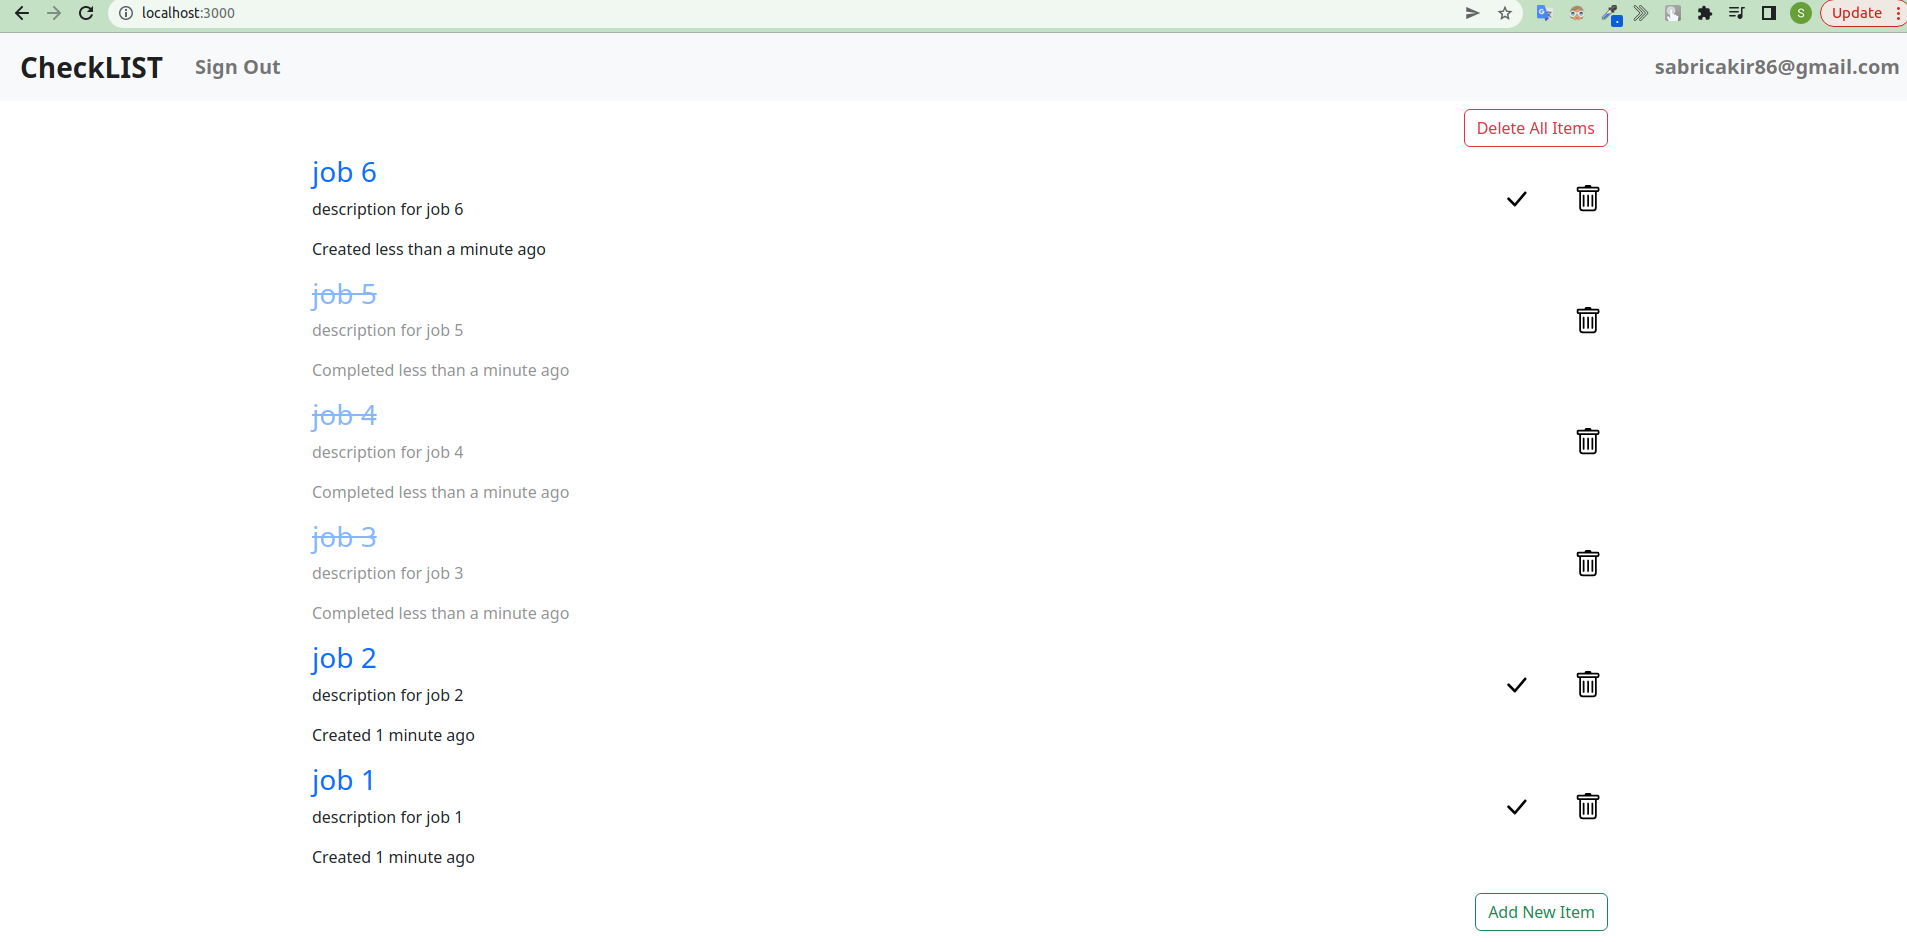 localhost:3000
S
Update
CheckLIST Sign Out sabricakir86@gmail.com
Delete All Items
job 6
description for job 6
Created less than a minute ago
job 5
description for job 5
Completed less than a minute ago
job 4
description for job 4
Completed less than a minute ago
job 3
description for job 3
Completed less than a minute ago
job 2
description for job 2
Created 1 minute ago
job 1
description for job 1
Created 1 minute ago
Add New Item